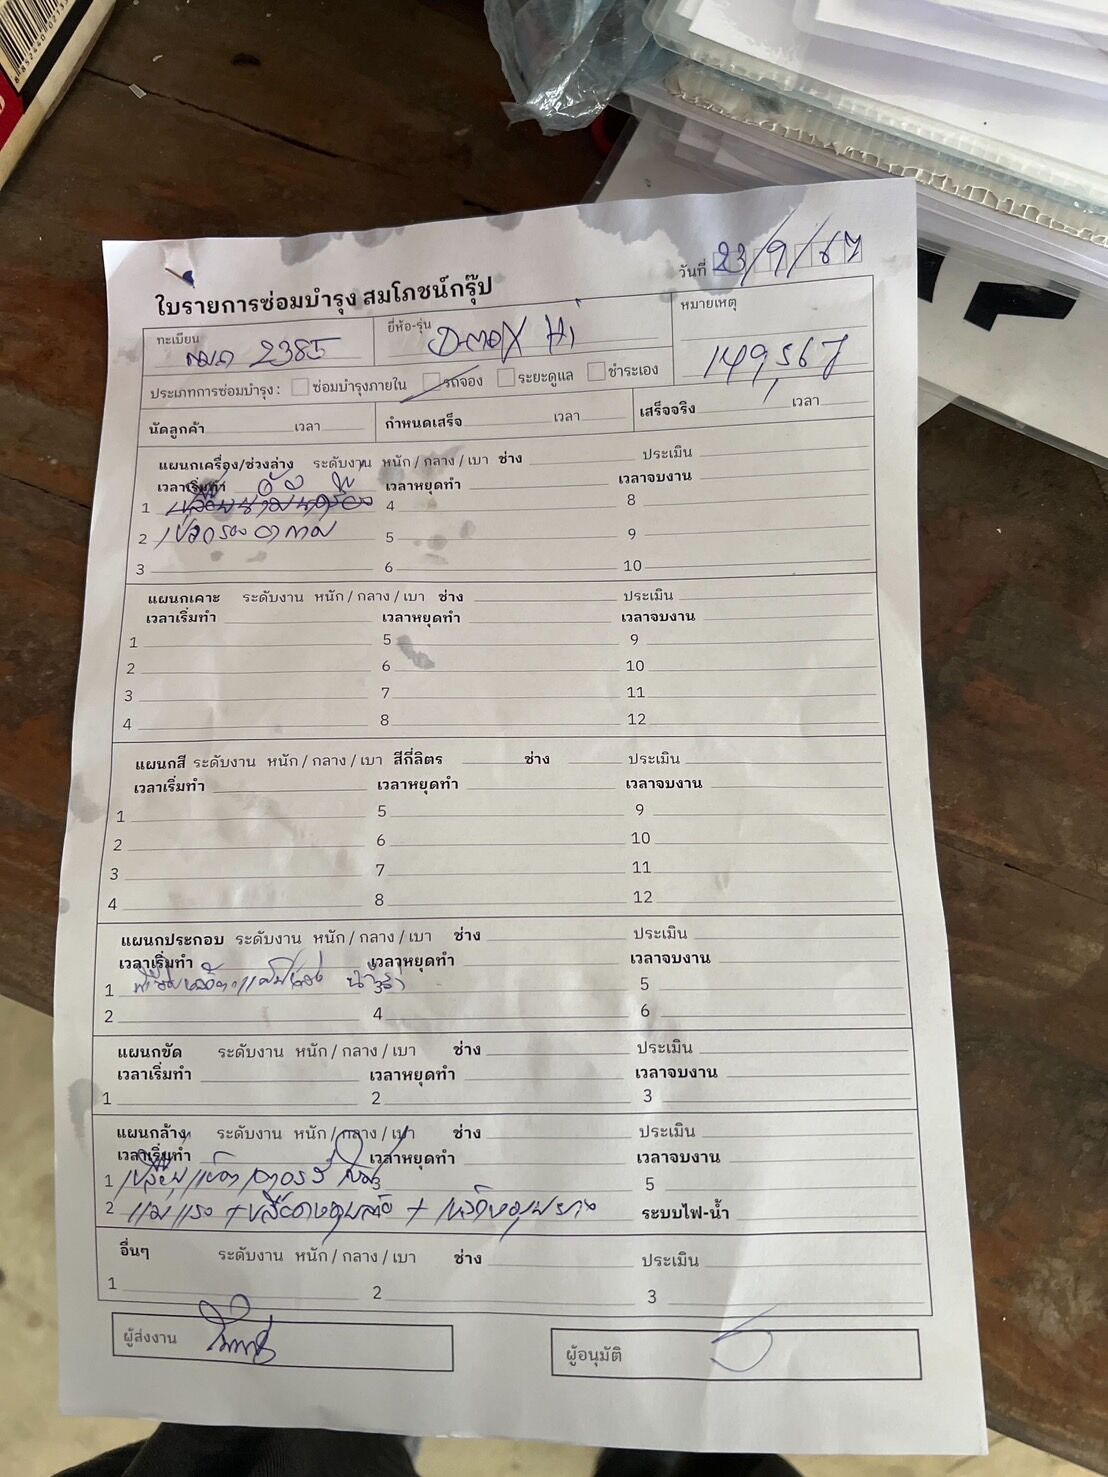 8 852440 0713
วันที่ 23/9/67
ใบรายการซ่อมบำรุง สมโภชน์กรุ๊ป
ทะเบียน 2385 ยี่ห้อ-รุ่น D-max Hi หมายเหตุ
149,567
ประเภทการซ่อมบำรุง : ซ่อมบำรุงภายใน รถจอง ระยะดูแล ชำระเอง
นัดลูกค้า เวลา กำหนดเสร็จ เวลา เสร็จจริง เวลา
แผนกเครื่อง/ช่วงล่าง ระดับงาน หนัก / กลาง / เบา ช่าง ประเมิน
เวลาเริ่มทำ เวลาหยุดทำ เวลาจบงาน
1 เปลี่ยนน้ำมันเครื่อง 4 8
2 5 9
3 6 10
แผนกเคาะ ระดับงาน หนัก / กลาง / เบา ช่าง ประเมิน
เวลาเริ่มทำ เวลาหยุดทำ เวลาจบงาน
1 5 9
2 6 10
3 7 11
4 8 12
แผนกสี ระดับงาน หนัก / กลาง / เบา สีกี่ลิตร ช่าง ประเมิน
เวลาเริ่มทำ เวลาหยุดทำ เวลาจบงาน
1 5 9
2 6 10
3 7 11
4 8 12
แผนกประกอบ ระดับงาน หนัก / กลาง / เบา ช่าง ประเมิน
เวลาเริ่มทำ เวลาหยุดทำ เวลาจบงาน
1 3 5
2 4 6
แผนกขัด ระดับงาน หนัก / กลาง / เบา ช่าง ประเมิน
เวลาเริ่มทำ เวลาหยุดทำ เวลาจบงาน
1 2 3
แผนกล้าง ระดับงาน หนัก / กลาง / เบา ช่าง ประเมิน
เวลาเริ่มทำ เวลาหยุดทำ เวลาจบงาน
1 เปลี่ยนแบตเตอรี่ 3 5
2 ระบบไฟ-น้ำ
อื่นๆ ระดับงาน หนัก / กลาง / เบา ช่าง ประเมิน
1 2 3
ผู้ส่งงาน ผู้อนุมัติ